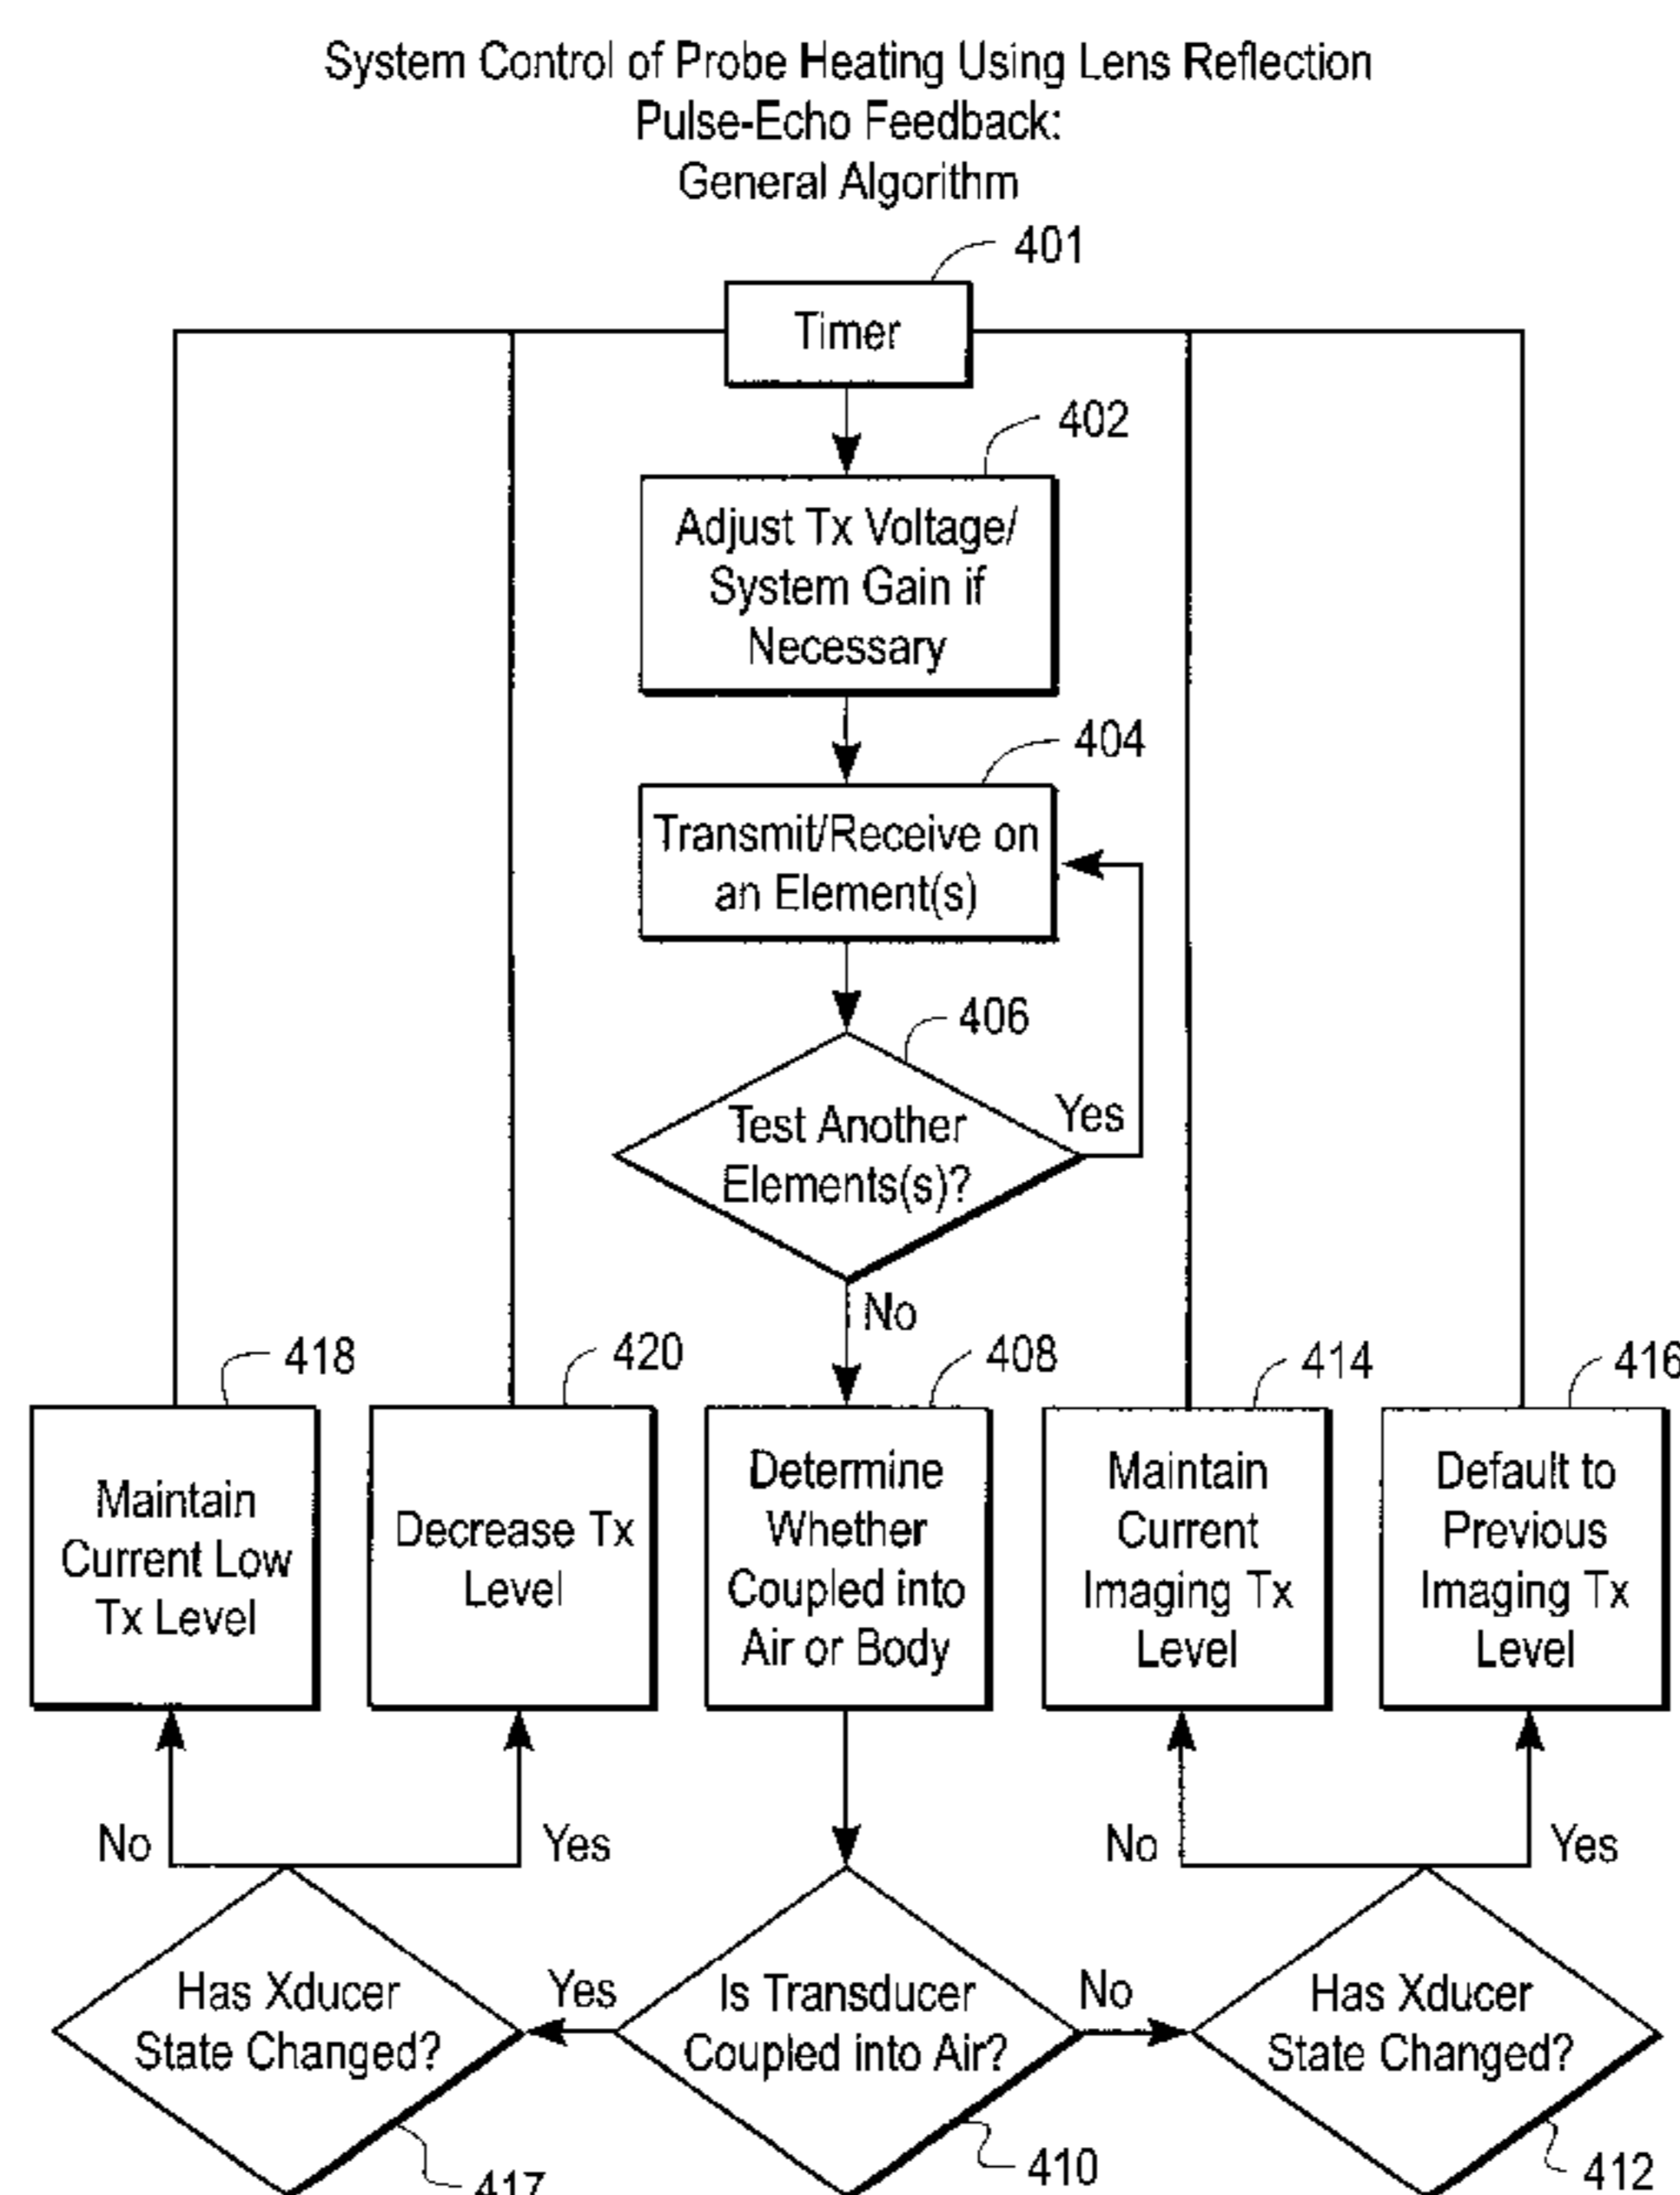 System Control of Probe Heating Using Lens Reflection
Pulse-Echo Feedback:
General Algorithm
401
Timer
402
Adjust Tx Voltage/
System Gain if
Necessary
404
Transmit/Receive on
an Element(s)
406
Test Another
Elements(s)?
Yes
No
418
420
408
414
416
Maintain
Current Low
Tx Level
Decrease Tx
Level
Determine
Whether
Coupled into
Air or Body
Maintain
Current
Imaging Tx
Level
Default to
Previous
Imaging Tx
Level
No
Yes
No
Yes
Has Xducer
State Changed?
Yes
Is Transducer
Coupled into Air?
No
Has Xducer
State Changed?
417
410
412